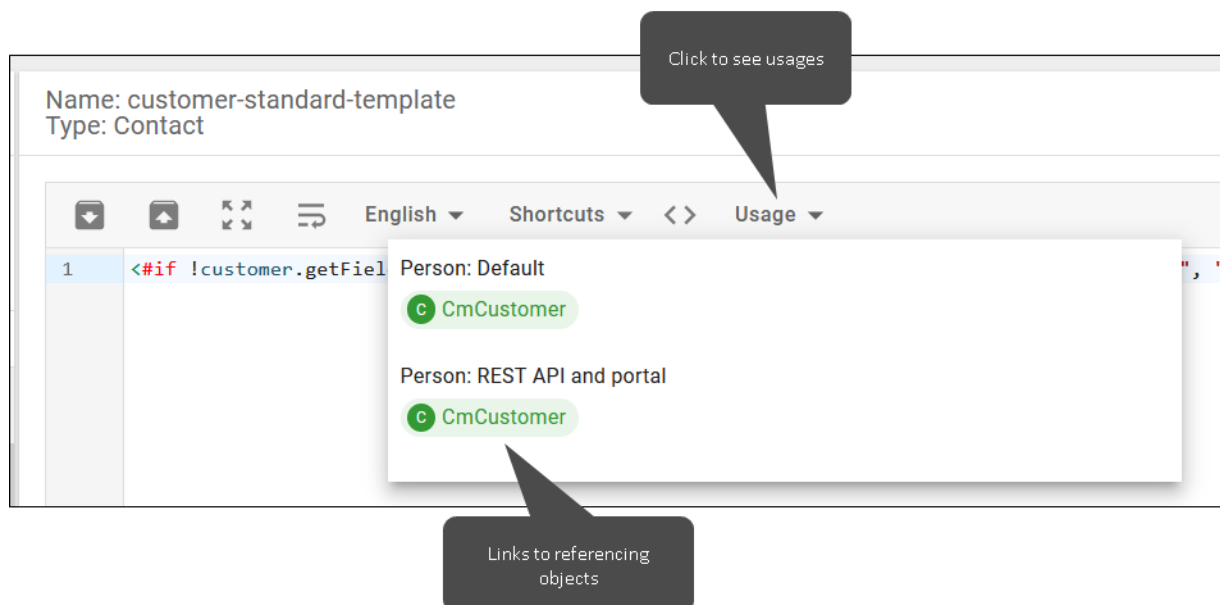 Click to see usages
Name: customer-standard-template
Type: Contact
English
Shortcuts
< >
Usage
1
<#if !customer.getFiel
", '
Person: Default
C CmCustomer
Person: REST API and portal
C CmCustomer
Links to referencing
objects